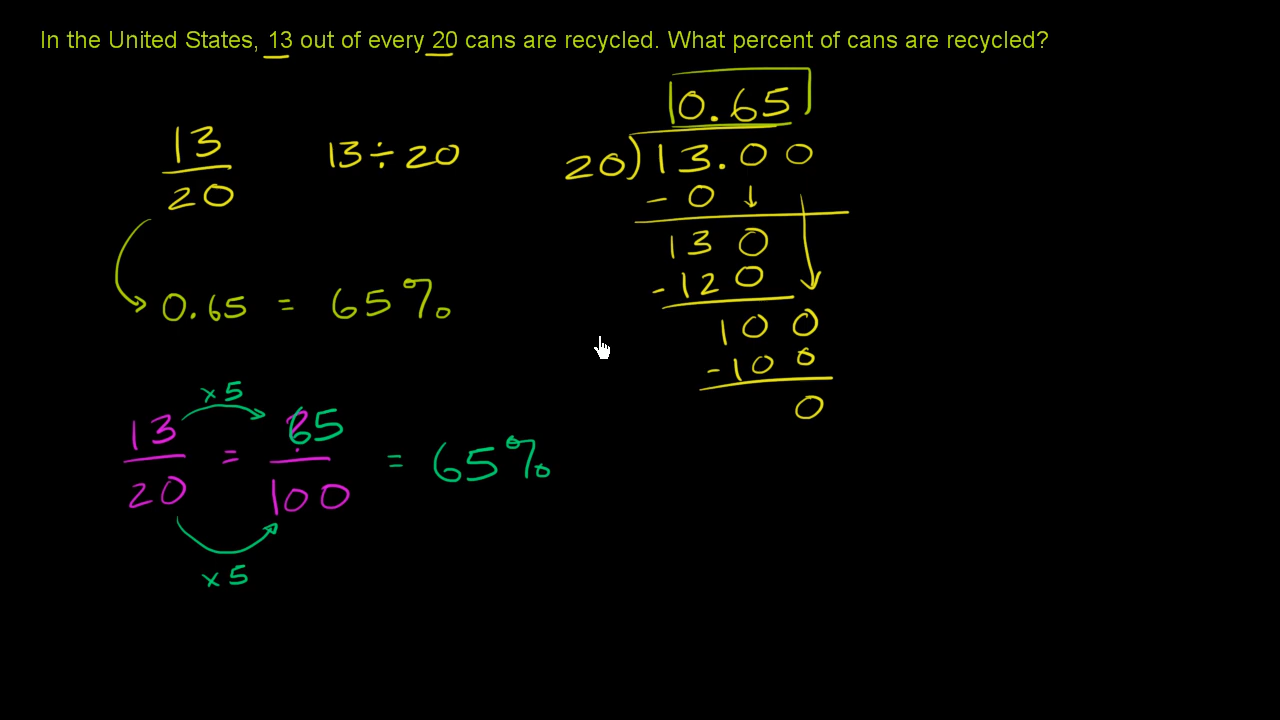 In the United States, 13 out of every 20 cans are recycled. What percent of cans are recycled?
13/20
13 ÷ 20
0.65 = 65%
×5
13/20 = 65/100 = 65%
×5
0.65
20)13.00
- 0 ↓
130
-120
100
-100
0